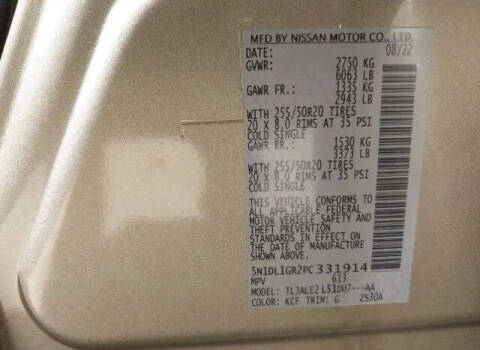 MFD BY NISSAN MOTOR CO., LTD.
DATE: 08/22
GVWR: 2750 KG
6063 LB
GAWR FR.: 1335 KG
2943 LB
WITH 255/50R20 TIRES
20 X 8.0 RIMS AT 35 PSI
COLD SINGLE
GAWR RR.: 1530 KG
3373 LB
WITH 255/50R20 TIRES
20 X 8.0 RIMS AT 35 PSI
COLD SINGLE
THIS VEHICLE CONFORMS TO
ALL APPLICABLE FEDERAL
MOTOR VEHICLE SAFETY AND
THEFT PREVENTION
STANDARDS IN EFFECT ON
THE DATE OF MANUFACTURE
SHOWN ABOVE.
5N1DL1GR2PC331914
MPV 613
MODEL: TL3ALE2 L51DU7---AA
COLOR: KCF TRIM: G 2S30A